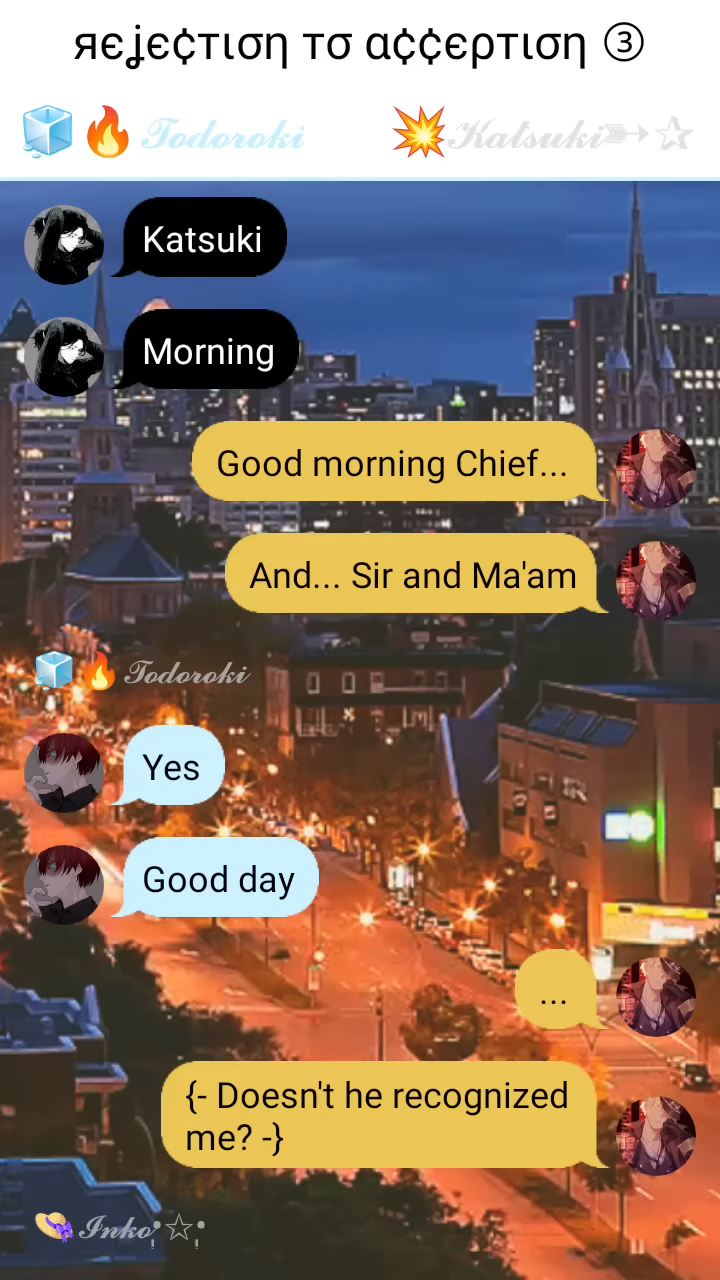 яєʝє¢тιση тσ α¢¢єρтιση ③
🧊🔥𝒯ℴ𝒹ℴ𝓇ℴ𝓀𝒾
💥𝓚𝓪𝓽𝓼𝓾𝓴𝓲➵☆
Katsuki
Morning
Good morning Chief...
And... Sir and Ma'am
🧊🔥𝒯ℴ𝒹ℴ𝓇ℴ𝓀𝒾
Yes
Good day
...
{- Doesn't he recognized
me? -}
👒ℐ𝓃𝓀ℴ•☆•